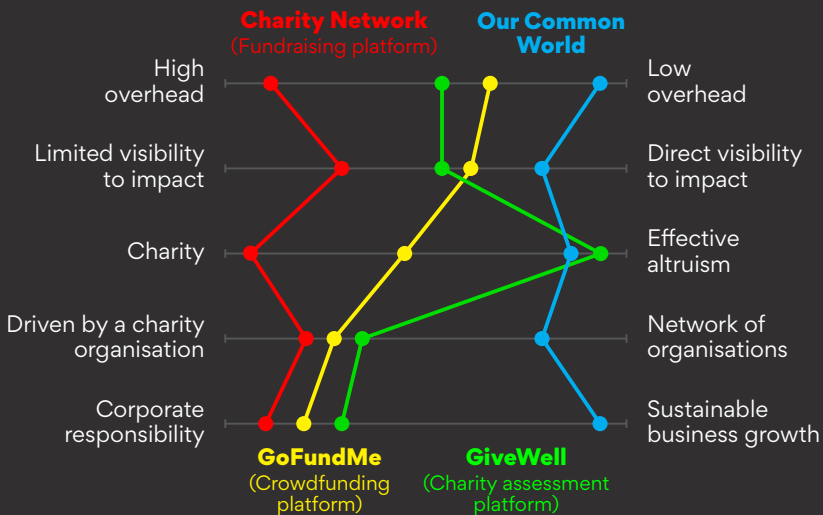 Charity Network
(Fundraising platform)
Our Common
World
High
overhead
Low
overhead
Limited visibility
to impact
Direct visibility
to impact
Charity
Effective
altruism
Driven by a charity
organisation
Network of
organisations
Corporate
responsibility
Sustainable
business growth
GoFundMe
(Crowdfunding
platform)
GiveWell
(Charity assessment
platform)